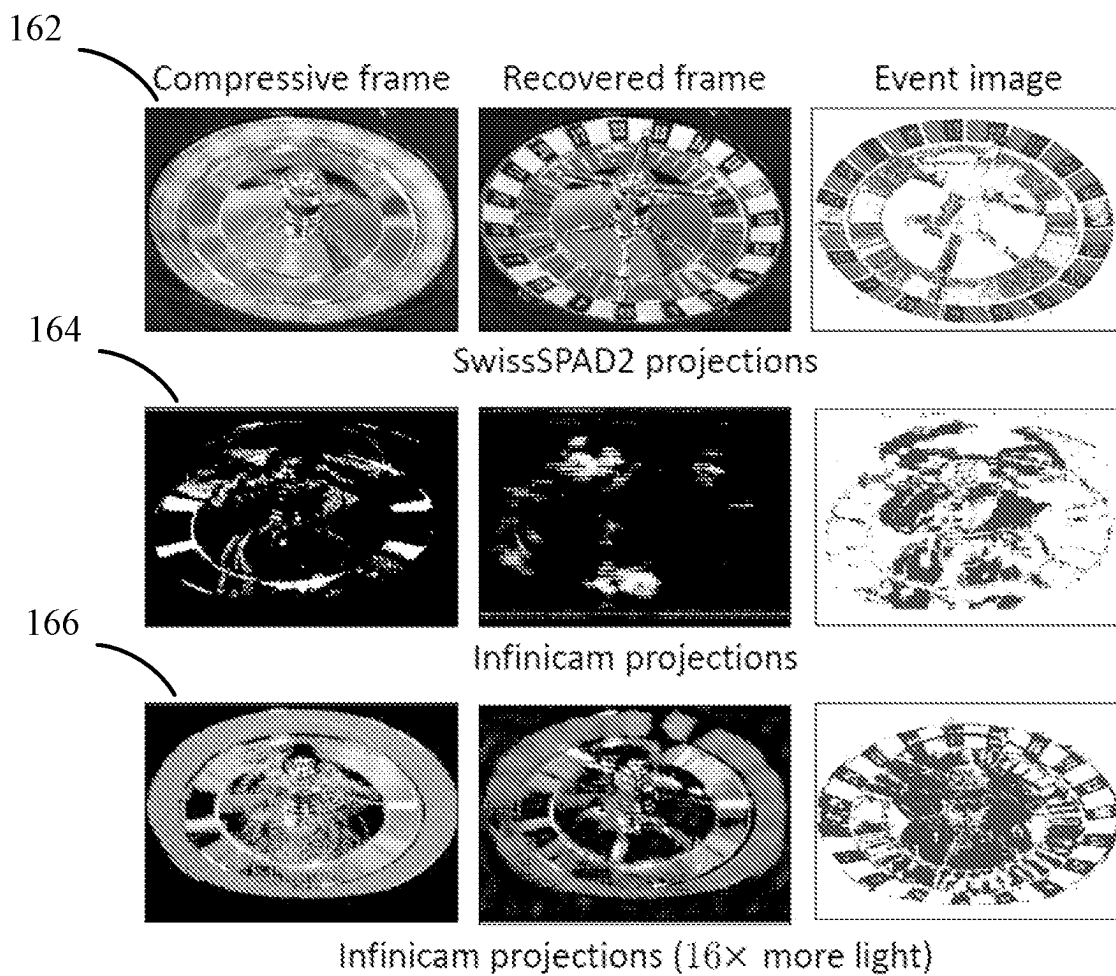 162
Compressive frame Recovered frame Event image
164
SwissSPAD2 projections
166
Infinicam projections
Infinicam projections (16× more light)